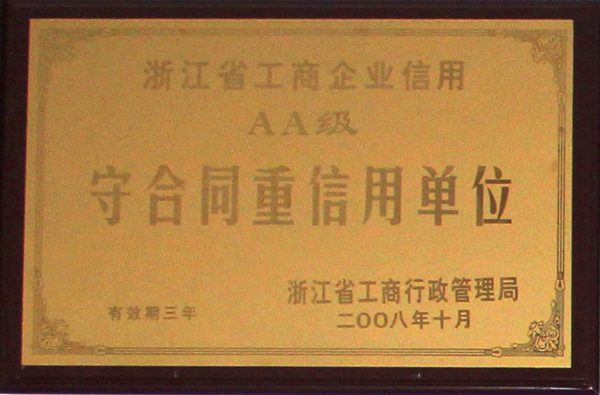 浙江省工商企业信用
AA级
守合同重信用单位
有效期三年
浙江省工商行政管理局
二OO八年十月